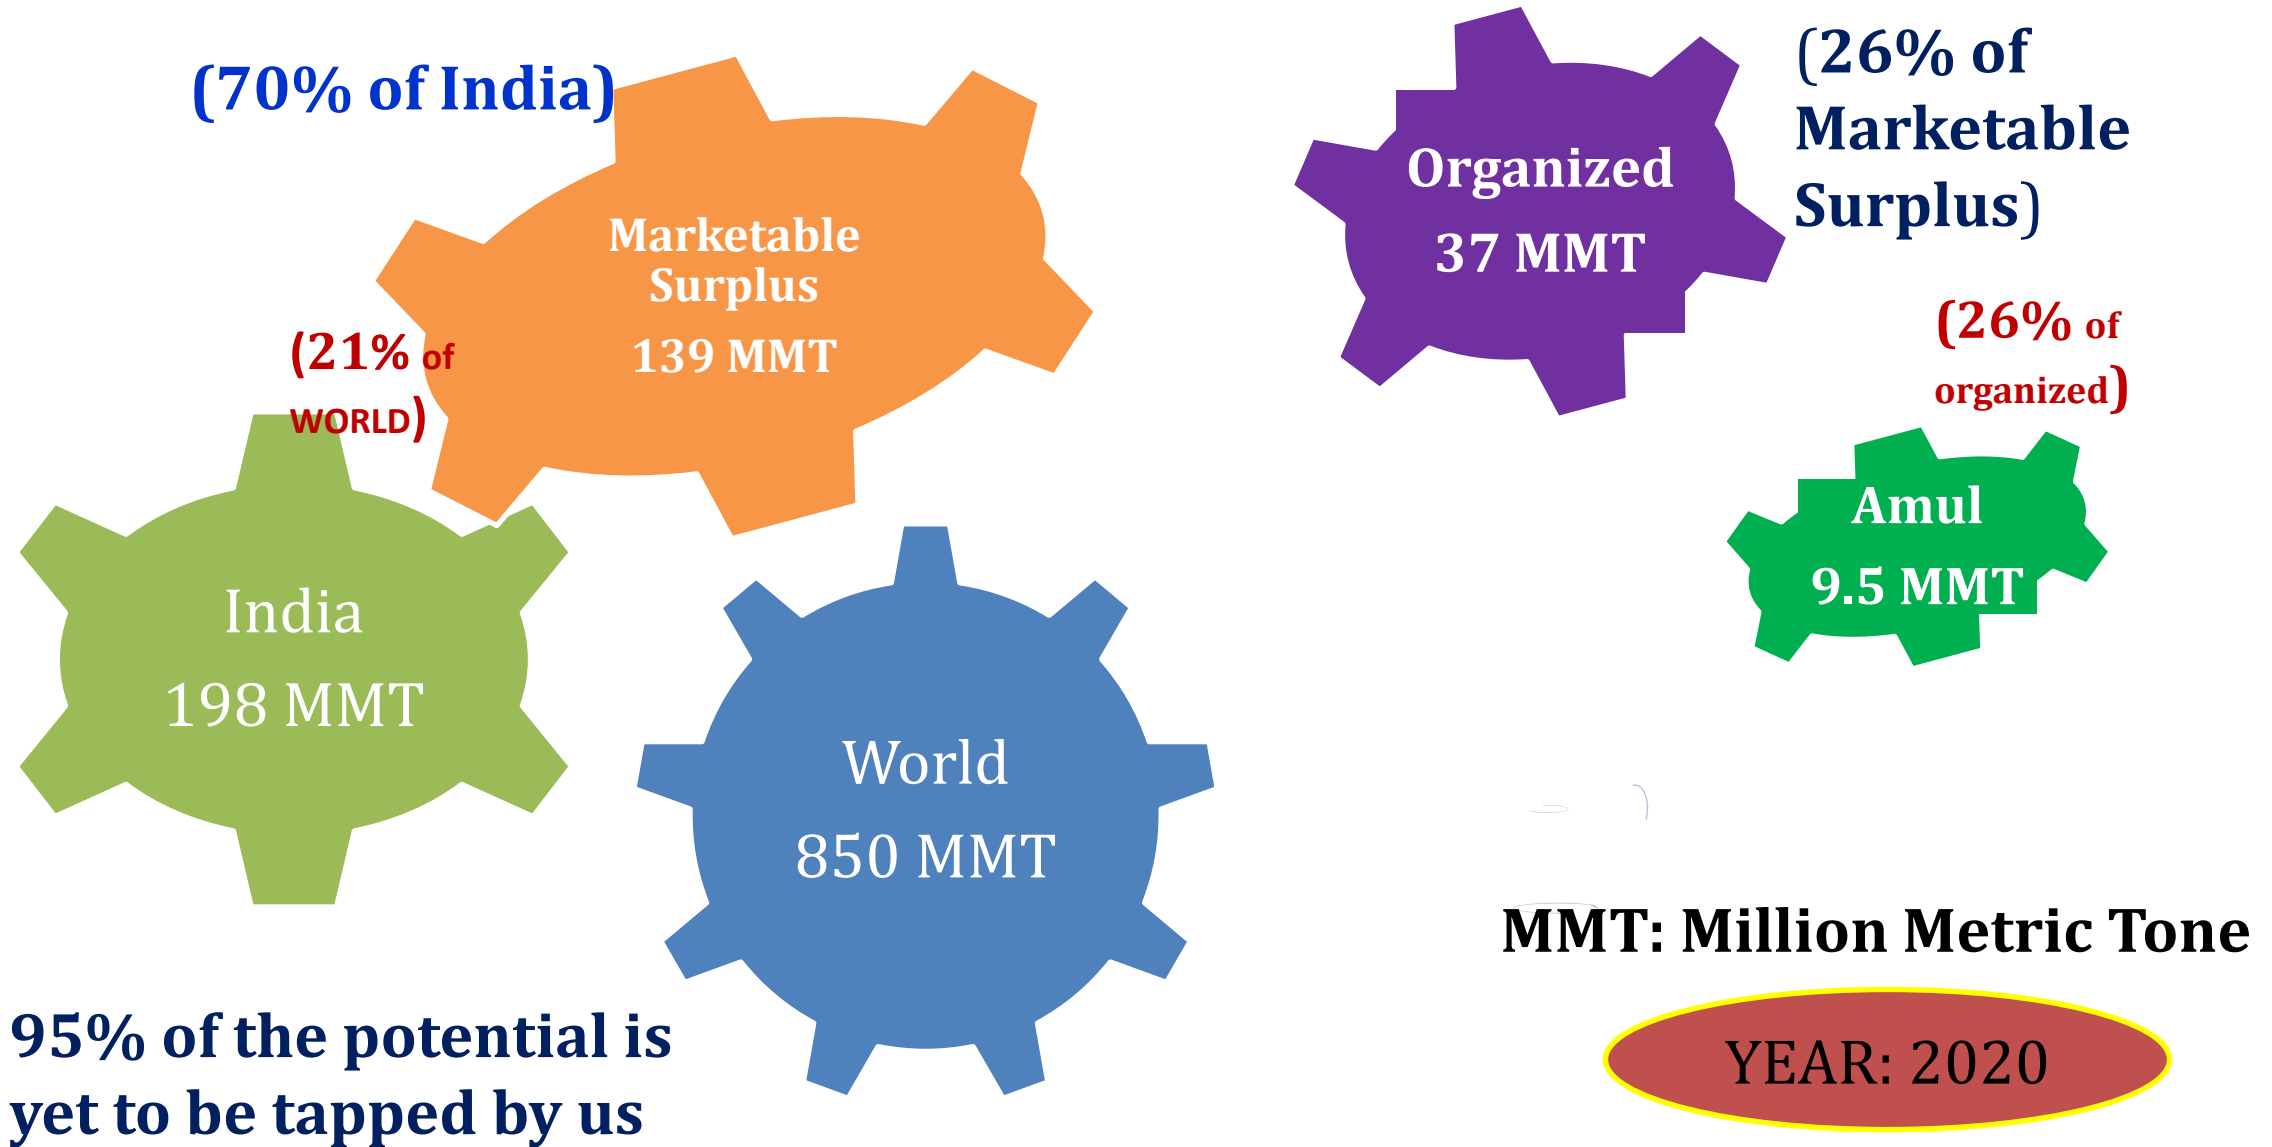 (70% of India)
Marketable
Surplus
139 MMT
(21% of
WORLD)
India
198 MMT
World
850 MMT
Organized
37 MMT
(26% of
Marketable
Surplus)
(26% of
organized)
Amul
9.5 MMT
MMT: Million Metric Tone
YEAR: 2020
95% of the potential is
yet to be tapped by us